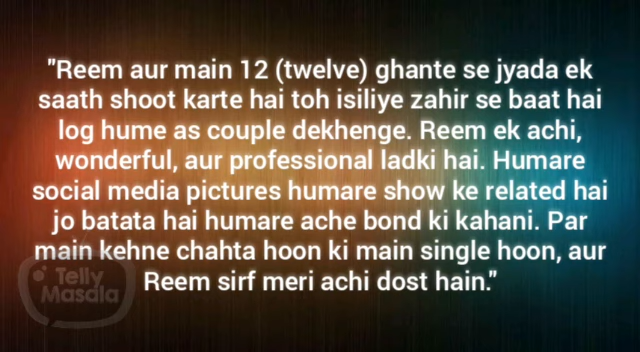 "Reem aur main 12 (twelve) ghante se jyada ek
saath shoot karte hai toh isiliye zahir se baat hai
log hume as couple dekhenge. Reem ek achi,
wonderful, aur professional ladki hai. Humare
social media pictures humare show ke related hai
jo batata hai humare ache bond ki kahani. Par
main kehne chahta hoon ki main single hoon, aur
Reem sirf meri achi dost hain."
Telly
Masala